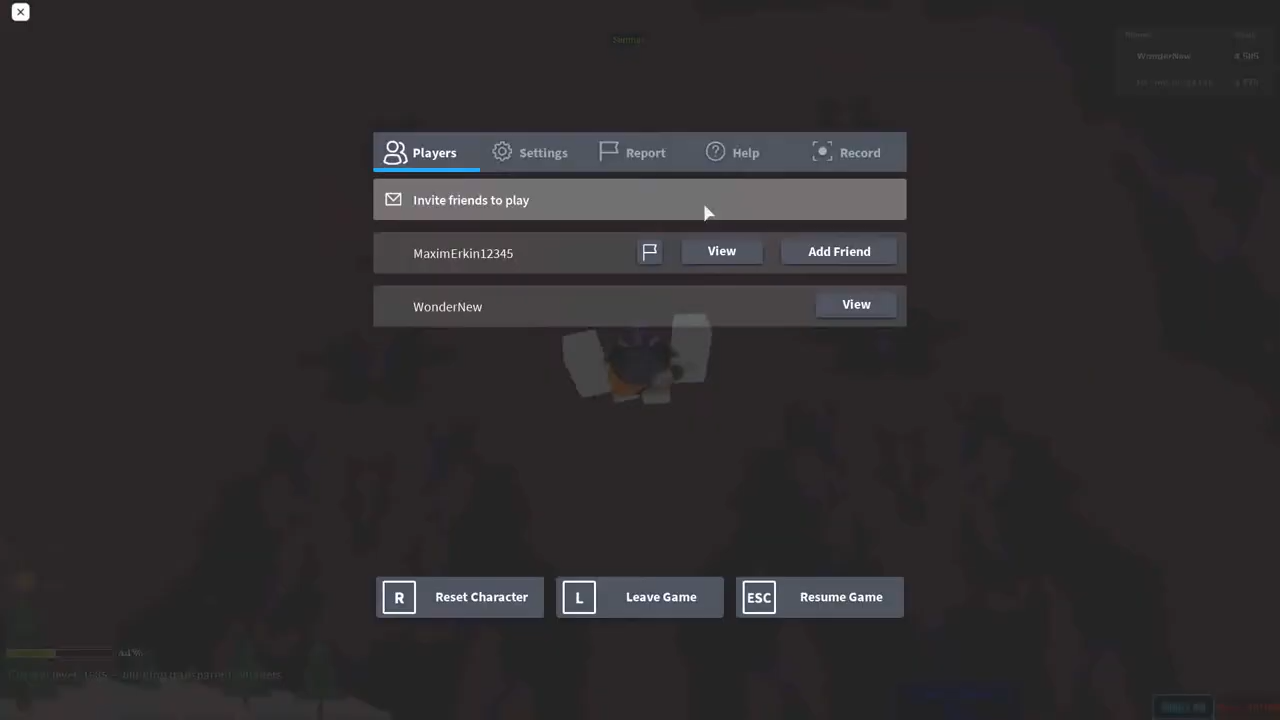 WonderNew
Players
Settings
Report
Help
Record
Invite friends to play
MaximErkin12345
View
Add Friend
WonderNew
View
R
Reset Character
L
Leave Game
ESC
Resume Game